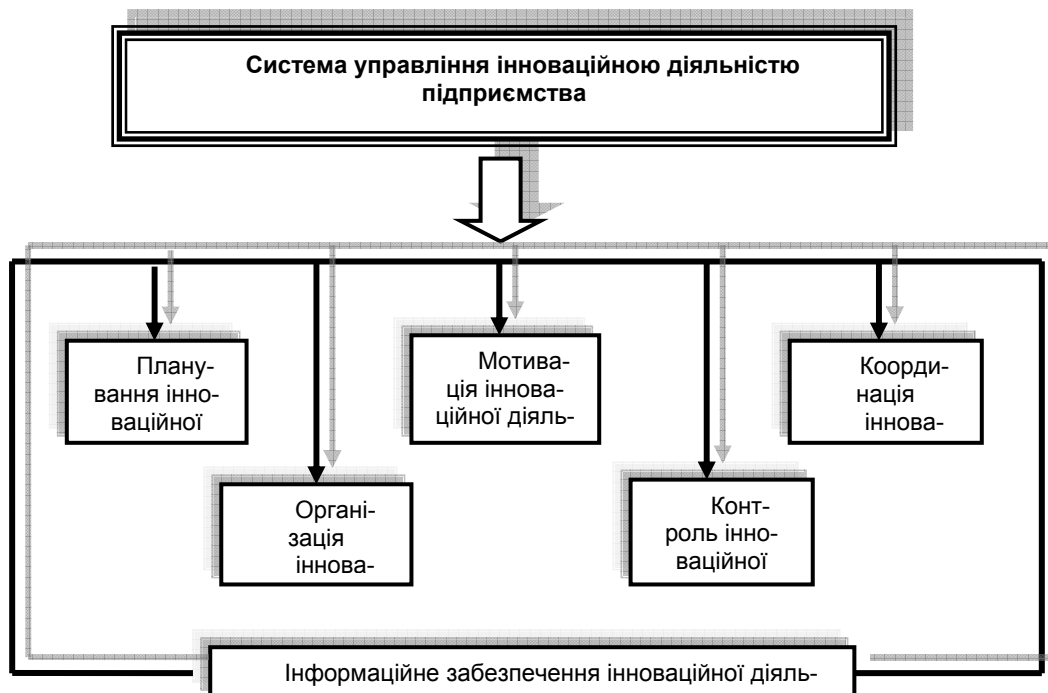 Система управління інноваційною діяльністю
підприємства
Плану-
вання інно-
ваційної
Мотива-
ція іннова-
ційної діяль-
Коорди-
нація
іннова-
Органі-
зація
іннова-
Конт-
роль інно-
ваційної
Інформаційне забезпечення інноваційної діяль-